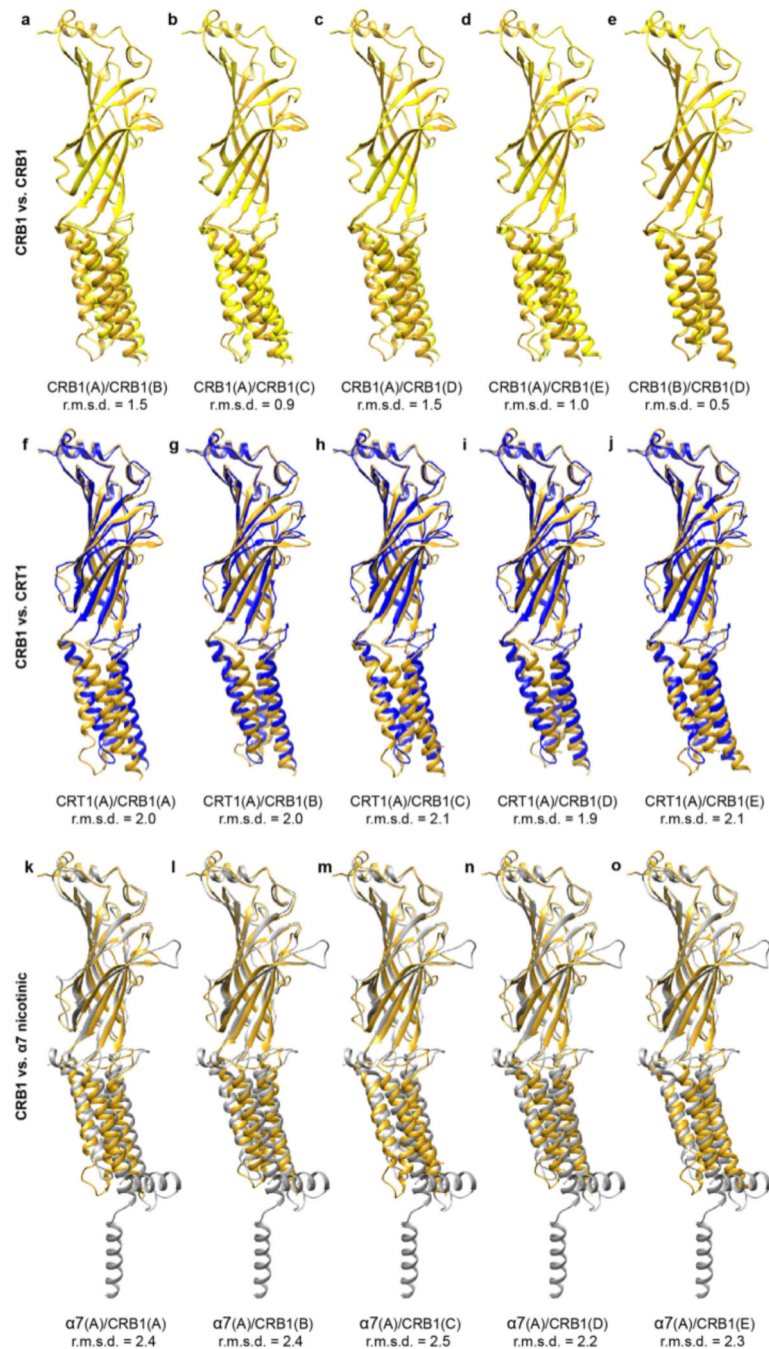 a b c d e
CRB1 vs. CRB1
CRB1(A)/CRB1(B) CRB1(A)/CRB1(C) CRB1(A)/CRB1(D) CRB1(A)/CRB1(E) CRB1(B)/CRB1(D)
r.m.s.d. = 1.5 r.m.s.d. = 0.9 r.m.s.d. = 1.5 r.m.s.d. = 1.0 r.m.s.d. = 0.5
f g h i j
CRB1 vs. CRT1
CRT1(A)/CRB1(A) CRT1(A)/CRB1(B) CRT1(A)/CRB1(C) CRT1(A)/CRB1(D) CRT1(A)/CRB1(E)
r.m.s.d. = 2.0 r.m.s.d. = 2.0 r.m.s.d. = 2.1 r.m.s.d. = 1.9 r.m.s.d. = 2.1
k l m n o
CRB1 vs. α7 nicotinic
α7(A)/CRB1(A) α7(A)/CRB1(B) α7(A)/CRB1(C) α7(A)/CRB1(D) α7(A)/CRB1(E)
r.m.s.d. = 2.4 r.m.s.d. = 2.4 r.m.s.d. = 2.5 r.m.s.d. = 2.2 r.m.s.d. = 2.3